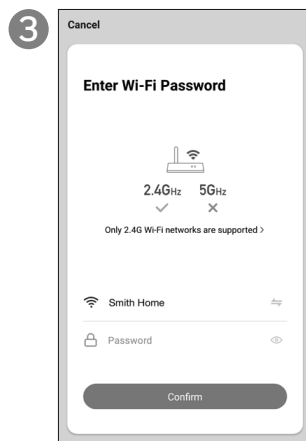 3
Cancel
Enter Wi-Fi Password
2.4GHz 5GHz
Only 2.4G Wi-Fi networks are supported >
Smith Home
Password
Confirm